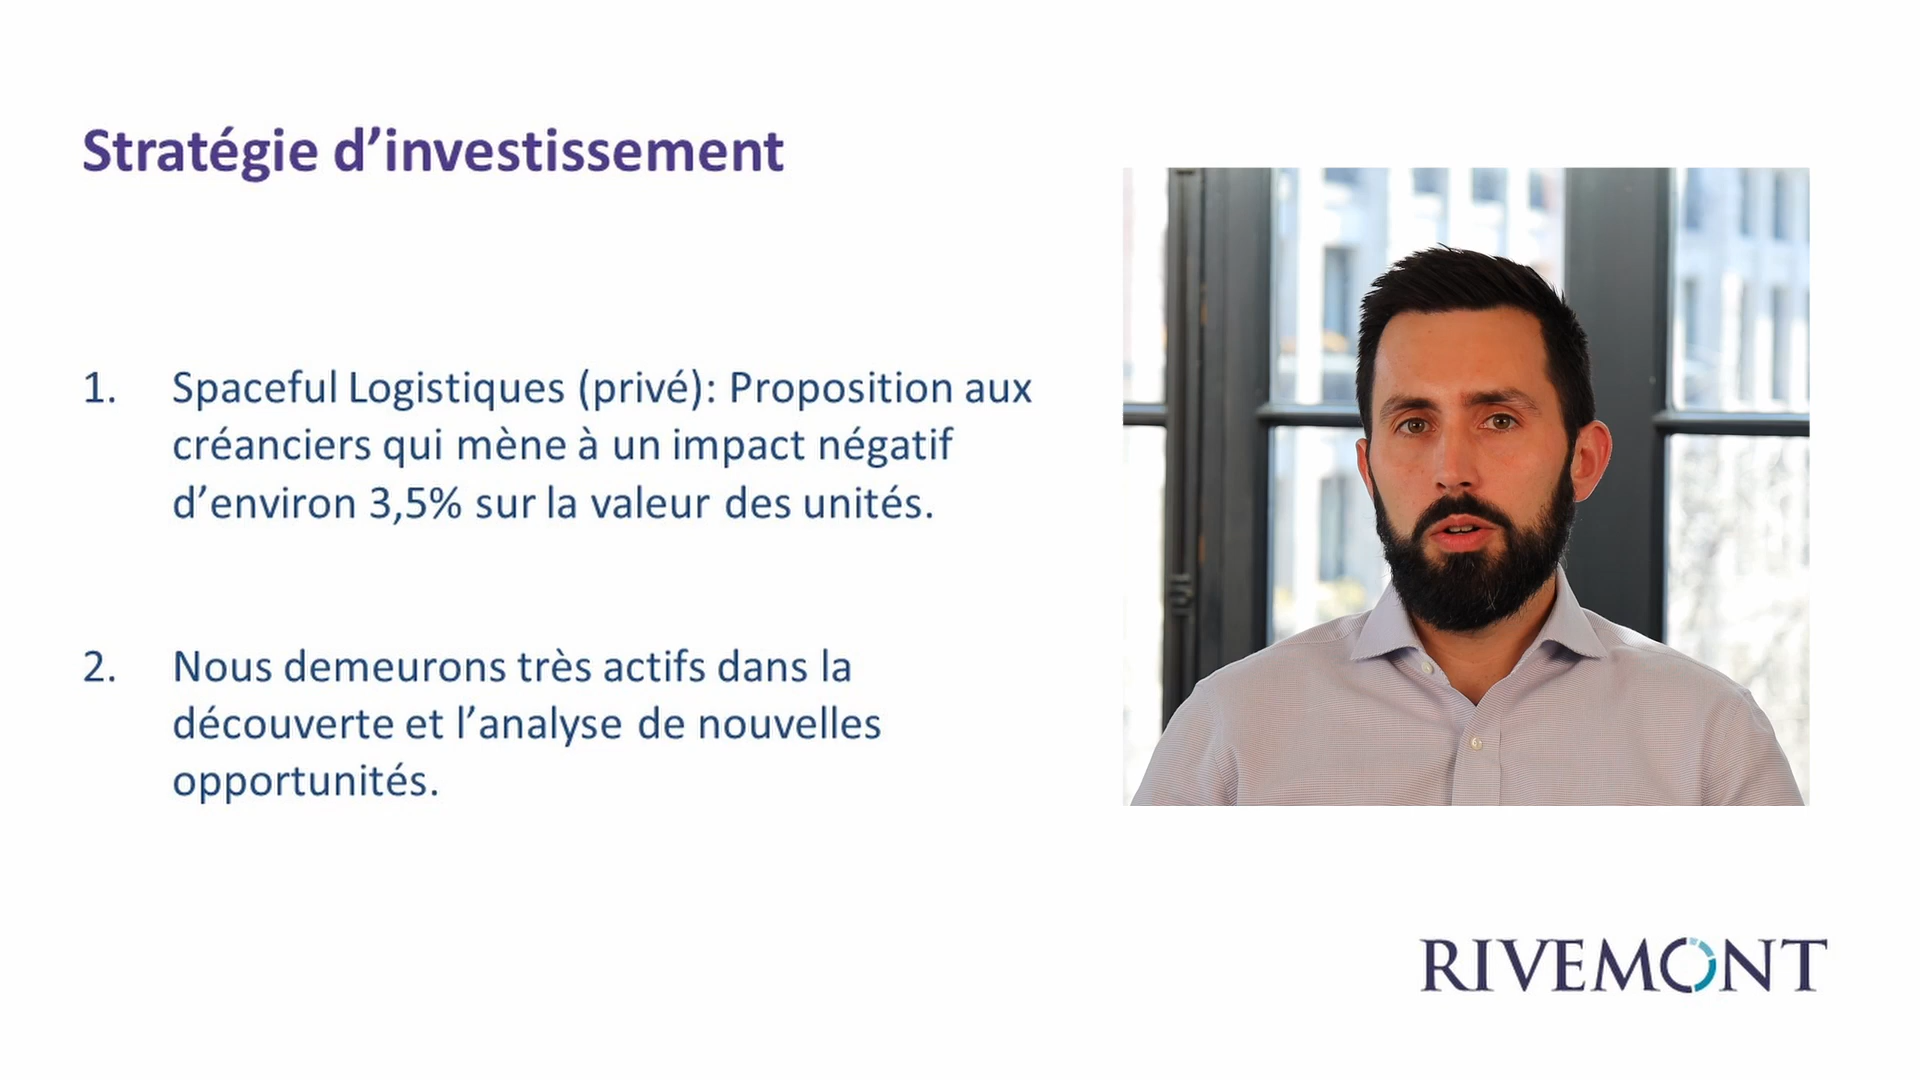 Stratégie d’investissement
1. Spaceful Logistiques (privé): Proposition aux
créanciers qui mène à un impact négatif
d’environ 3,5% sur la valeur des unités.
2. Nous demeurons très actifs dans la
découverte et l’analyse de nouvelles
opportunités.
RIVEMONT